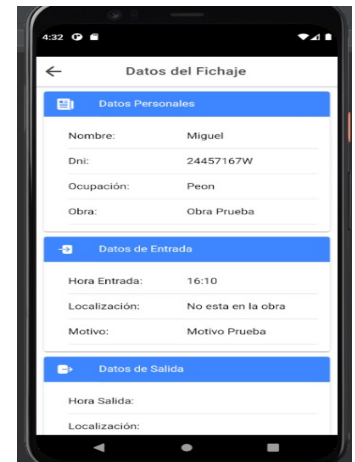 4:32
Datos del Fichaje
Datos Personales
Nombre: Miguel
Dni: 24457167W
Ocupación: Peon
Obra: Obra Prueba
Datos de Entrada
Hora Entrada: 16:10
Localización: No esta en la obra
Motivo: Motivo Prueba
Datos de Salida
Hora Salida:
Localización: